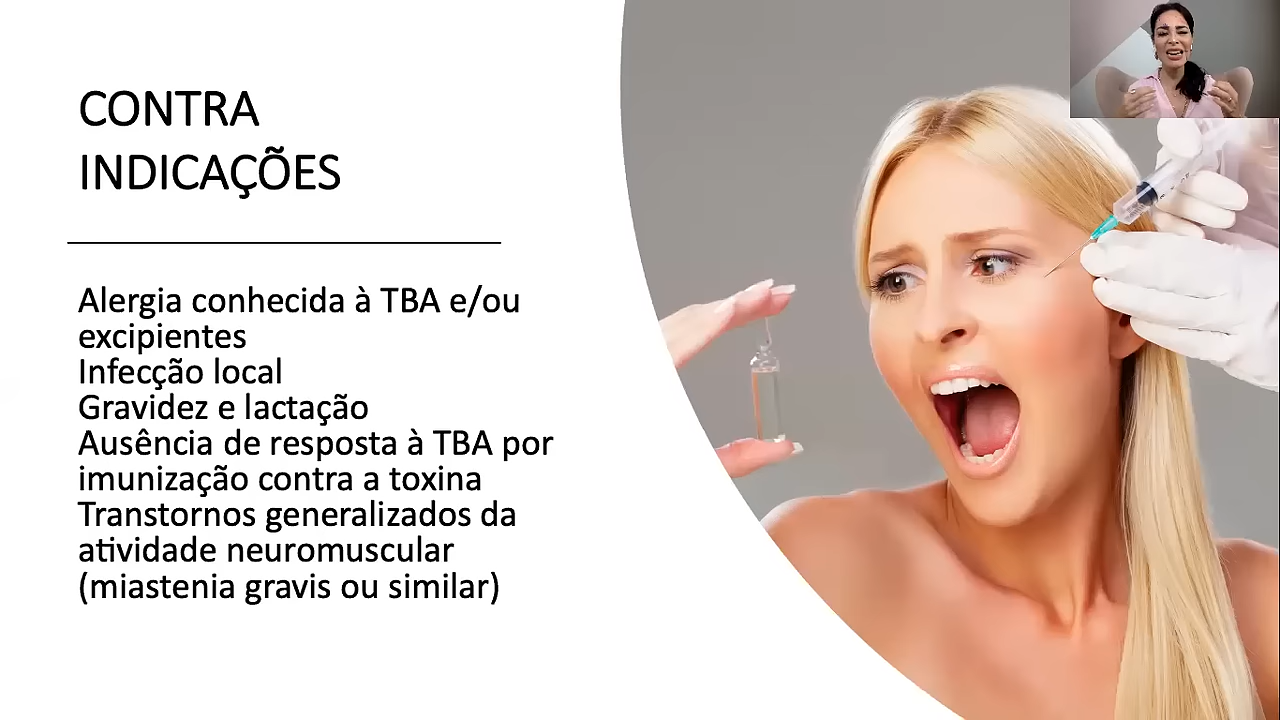 CONTRA
INDICAÇÕES
Alergia conhecida à TBA e/ou
excipientes
Infecção local
Gravidez e lactação
Ausência de resposta à TBA por
imunização contra a toxina
Transtornos generalizados da
atividade neuromuscular
(miastenia gravis ou similar)